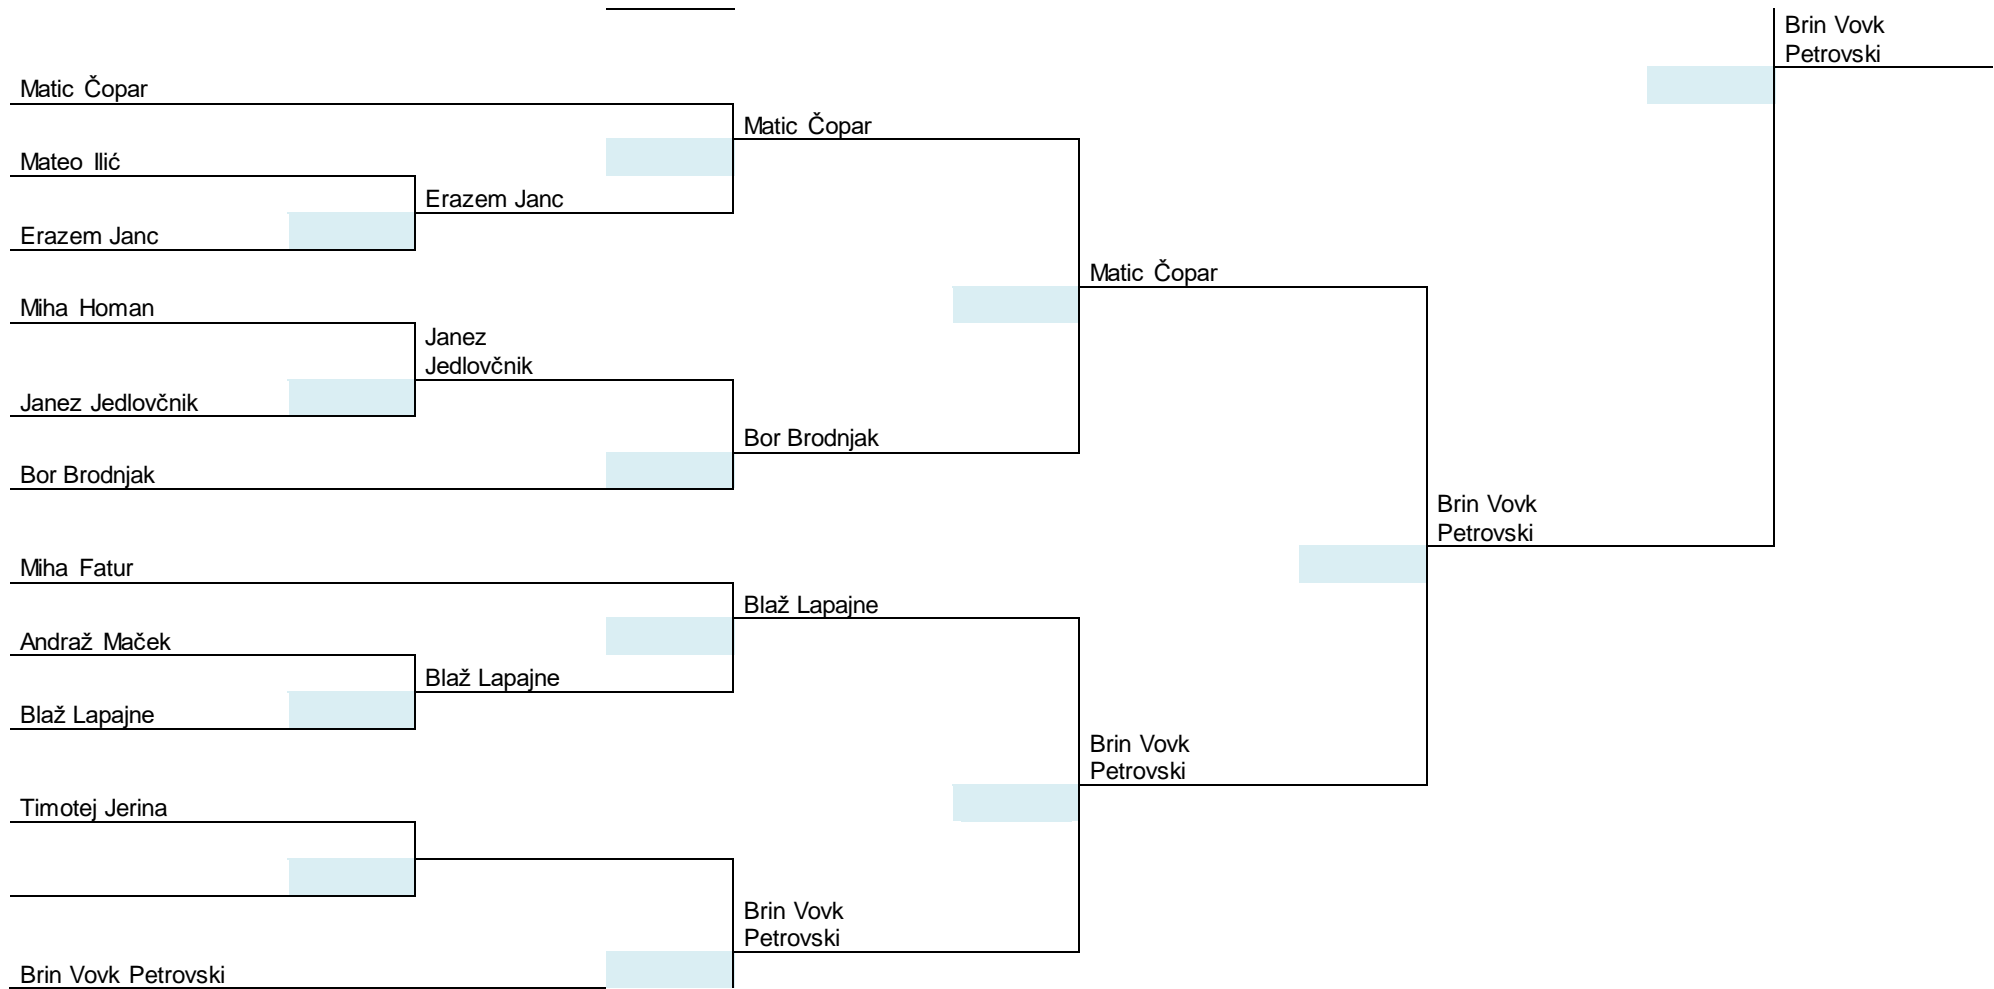 Brin Vovk
Petrovski
Matic Čopar
Matic Čopar
Mateo Ilić
Erazem Janc
Erazem Janc
Matic Čopar
Miha Homan
Janez
Jedlovčnik
Janez Jedlovčnik
Bor Brodnjak
Bor Brodnjak
Brin Vovk
Petrovski
Miha Fatur
Blaž Lapajne
Andraž Maček
Blaž Lapajne
Blaž Lapajne
Brin Vovk
Petrovski
Timotej Jerina
Brin Vovk
Petrovski
Brin Vovk Petrovski